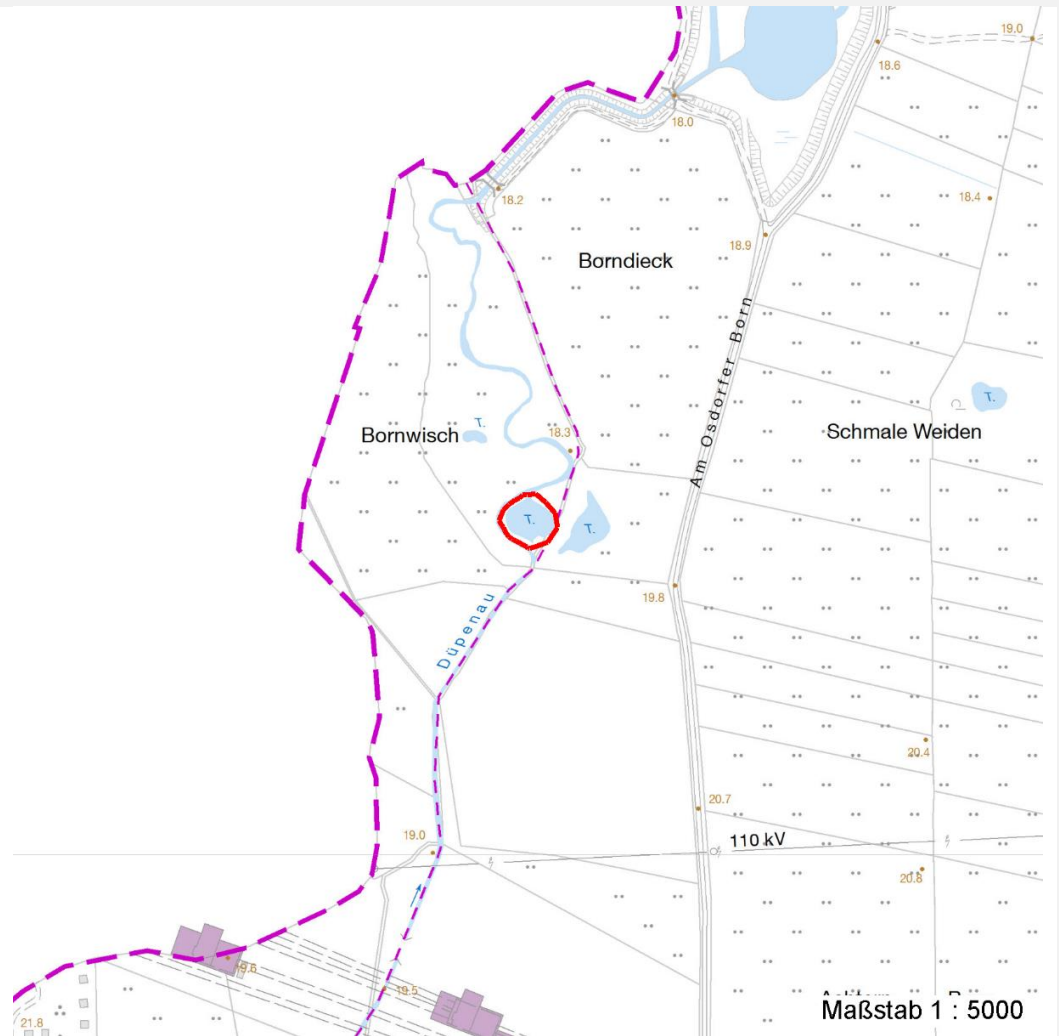 19.0
18.6
18.0
18.4
18.2
18.9
Borndieck
Am Osdorfer Born
T.
T.
Bornwisch
18.3
Schmale Weiden
T.
T.
19.8
Düpenau
20.4
20.7
19.0
110 kV
20.8
19.6
19.5
21.8
Maßstab 1 : 5000